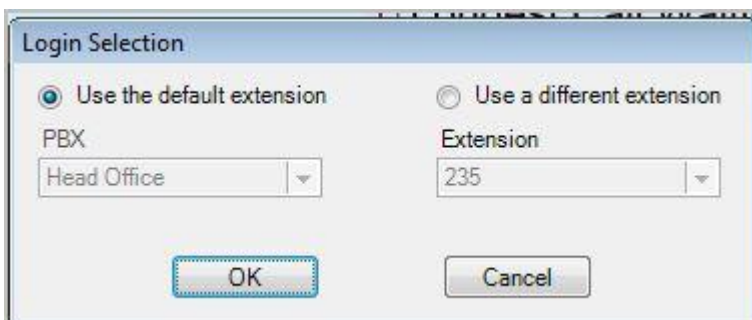 Login Selection
Use the default extension
Use a different extension
PBX
Extension
Head Office
235
OK
Cancel